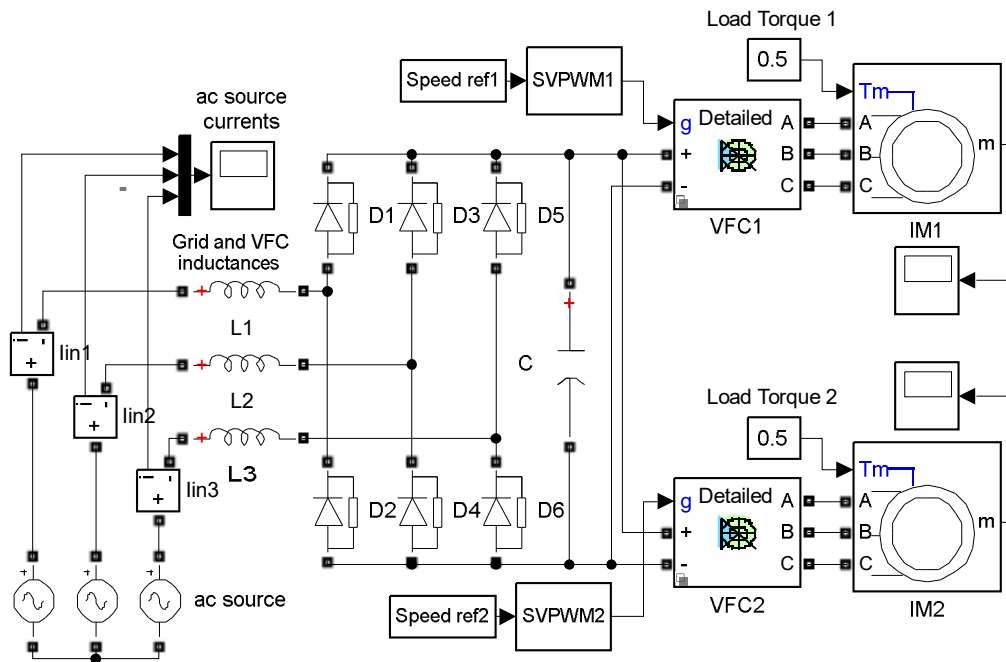 Load Torque 1
0.5
Speed ref1
SVPWM1
ac source
currents
Tm
g
Detailed
A
A
+
B
B
m
-
C
C
VFC1
IM1
D1
D3
D5
Grid and VFC
inductances
+
L1
+
C
Iin1
+
+
L2
Load Torque 2
Iin2
+
0.5
+
L3
Tm
Iin3
+
D2
D4
D6
g
Detailed
A
A
+
B
B
m
-
C
C
VFC2
IM2
+
+
+
ac source
Speed ref2
SVPWM2